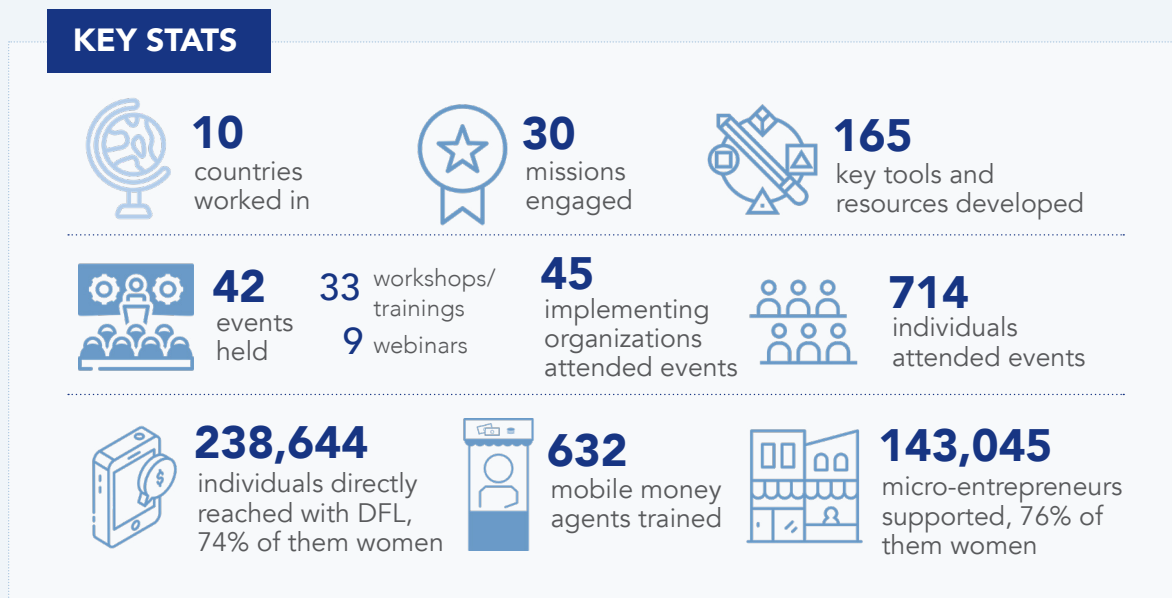 KEY STATS
10
countries
worked in
30
missions
engaged
165
key tools and
resources developed
42
events
held
33 workshops/
trainings
9 webinars
45
implementing
organizations
attended events
714
individuals
attended events
$
238,644
individuals directly
reached with DFL,
74% of them women
632
mobile money
agents trained
143,045
micro-entrepreneurs
supported, 76% of
them women